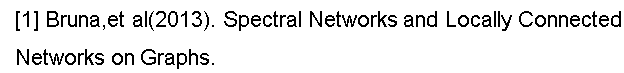 [1] Bruna,et al(2013). Spectral Networks and Locally Connected
Networks on Graphs.